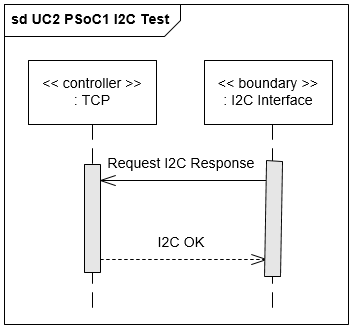 sd UC2 PSoC1 I2C Test
<< controller >>
: TCP
<< boundary >>
: I2C Interface
Request I2C Response
I2C OK